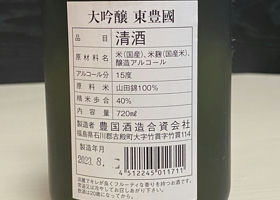 大吟醸 東豊國
品目 清酒
原材料名 米(国産)、米麹(国産米)、
醸造アルコール
アルコール分 15度
原料米 山田錦100%
精米歩合 40%
内容量 720㎖
製造者 豊国酒造合資会社
福島県石川郡古殿町大字竹貫字竹貫114
製造年月
2023.8.
4 512245 011711